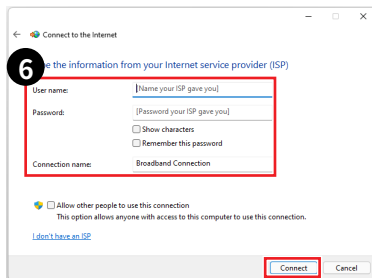 Connect to the Internet
6
e the information from your Internet service provider (ISP)
User name:
[Name your ISP gave you]
Password:
[Password your ISP gave you]
Show characters
Remember this password
Connection name:
Broadband Connection
Allow other people to use this connection
This option allows anyone with access to this computer to use this connection.
I don't have an ISP
Connect
Cancel